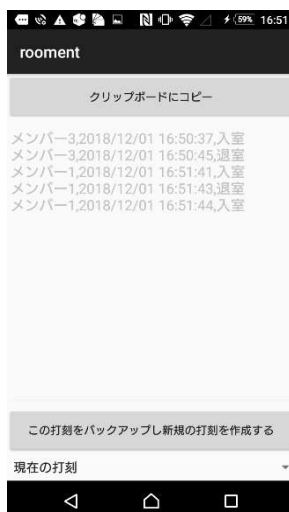 59% 16:51
rooment
クリップボードにコピー
メンバー3,2018/12/01 16:50:37,入室
メンバー3,2018/12/01 16:50:45,退室
メンバー1,2018/12/01 16:51:41,入室
メンバー1,2018/12/01 16:51:43,退室
メンバー1,2018/12/01 16:51:44,入室
この打刻をバックアップし新規の打刻を作成する
現在の打刻